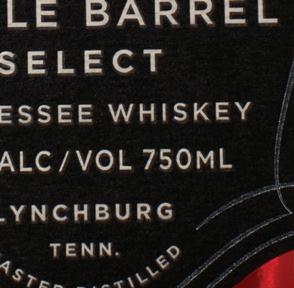 LE BARREL
SELECT
ESSEE WHISKEY
ALC/VOL 750ML
LYNCHBURG
TENN.
ASTER DISTILLED